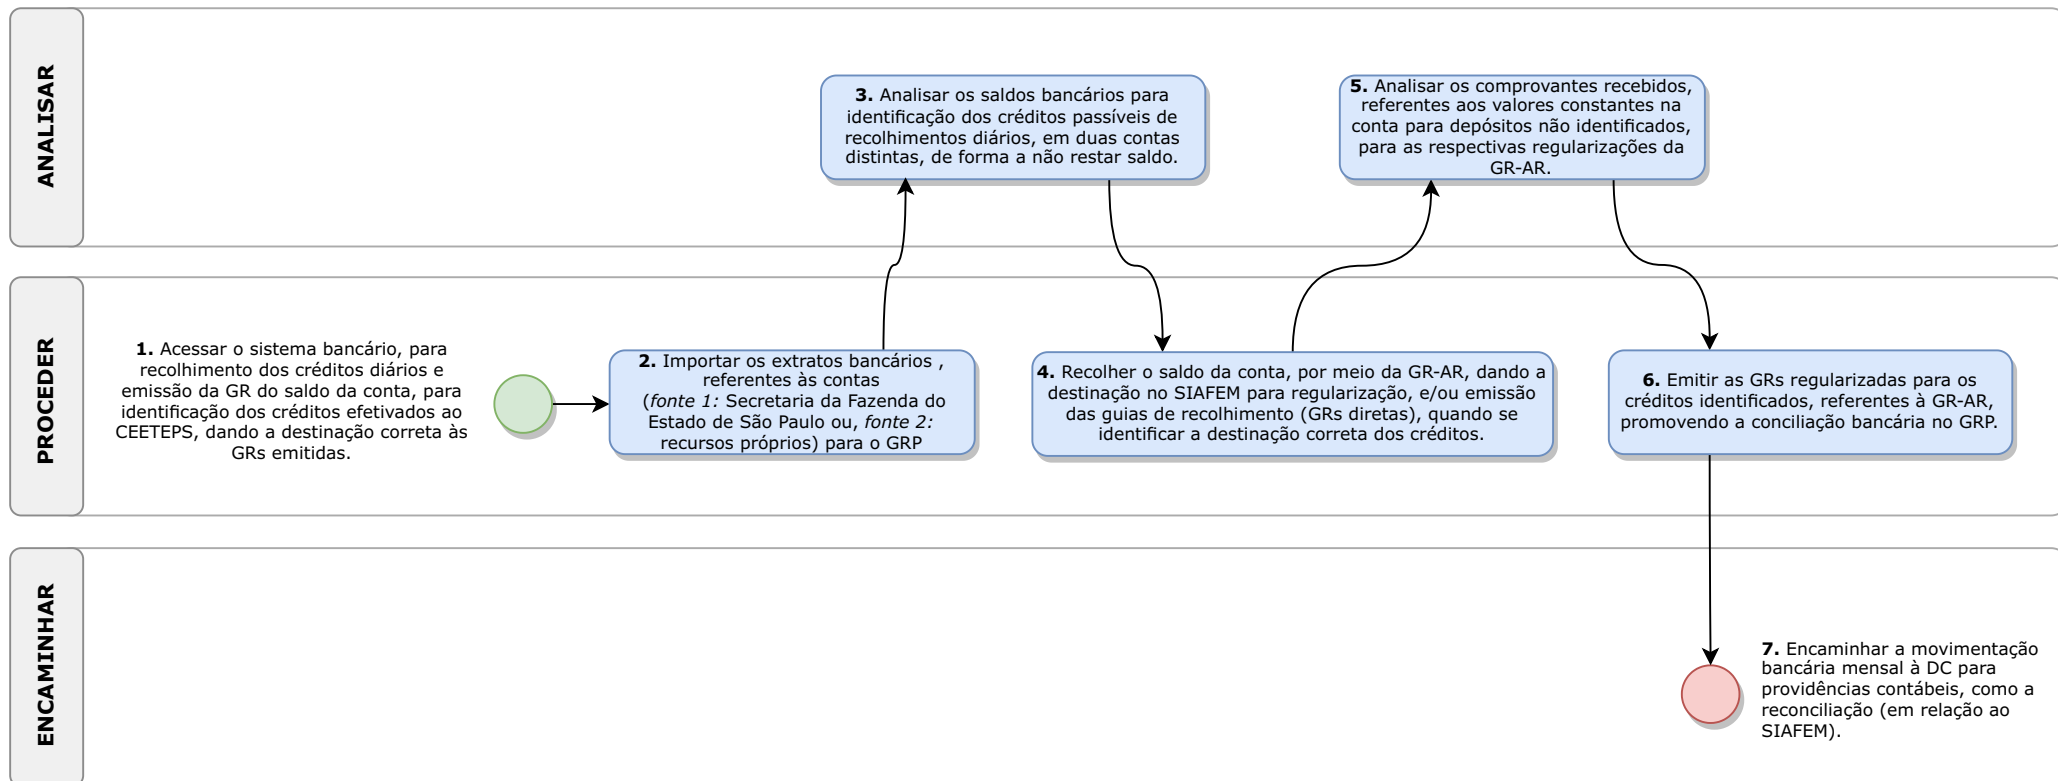 ANALISAR
3. Analisar os saldos bancários para
identificação dos créditos passíveis de
recolhimentos diários, em duas contas
distintas, de forma a não restar saldo.
5. Analisar os comprovantes recebidos,
referentes aos valores constantes na
conta para depósitos não identificados,
para as respectivas regularizações da
GR-AR.
PROCEDER
1. Acessar o sistema bancário, para
recolhimento dos créditos diários e
emissão da GR do saldo da conta, para
identificação dos créditos efetivados ao
CEETEPS, dando a destinação correta às
GRs emitidas.
2. Importar os extratos bancários ,
referentes às contas
(fonte 1: Secretaria da Fazenda do
Estado de São Paulo ou, fonte 2:
recursos próprios) para o GRP
4. Recolher o saldo da conta, por meio da GR-AR, dando a
destinação no SIAFEM para regularização, e/ou emissão
das guias de recolhimento (GRs diretas), quando se
identificar a destinação correta dos créditos.
6. Emitir as GRs regularizadas para os
créditos identificados, referentes à GR-AR,
promovendo a conciliação bancária no GRP.
ENCAMINHAR
7. Encaminhar a movimentação
bancária mensal à DC para
providências contábeis, como a
reconciliação (em relação ao
SIAFEM).